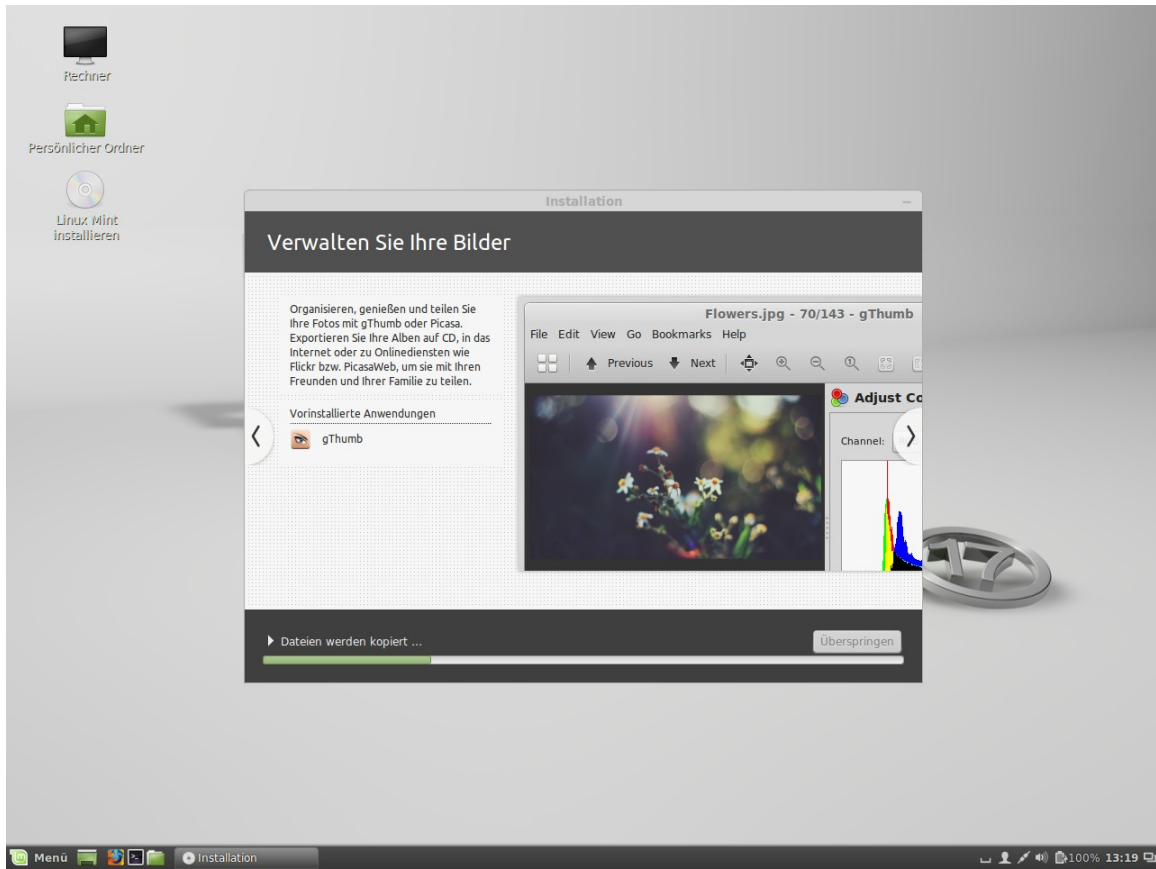 Rechner
Persönlicher Ordner
Linux Mint
installieren
Installation
Verwalten Sie Ihre Bilder
Organisieren, genießen und teilen Sie
Ihre Fotos mit gThumb oder Picasa.
Exportieren Sie Ihre Alben auf CD, in das
Internet oder zu Onlinediensten wie
Flickr bzw. PicasaWeb, um sie mit Ihren
Freunden und Ihrer Familie zu teilen.
Vorinstallierte Anwendungen
gThumb
Flowers.jpg - 70/143 - gThumb
File Edit View Go Bookmarks Help
Previous Next
Adjust Co
Channel:
17
Dateien werden kopiert ...
Überspringen
Menü Installation 100% 13:19